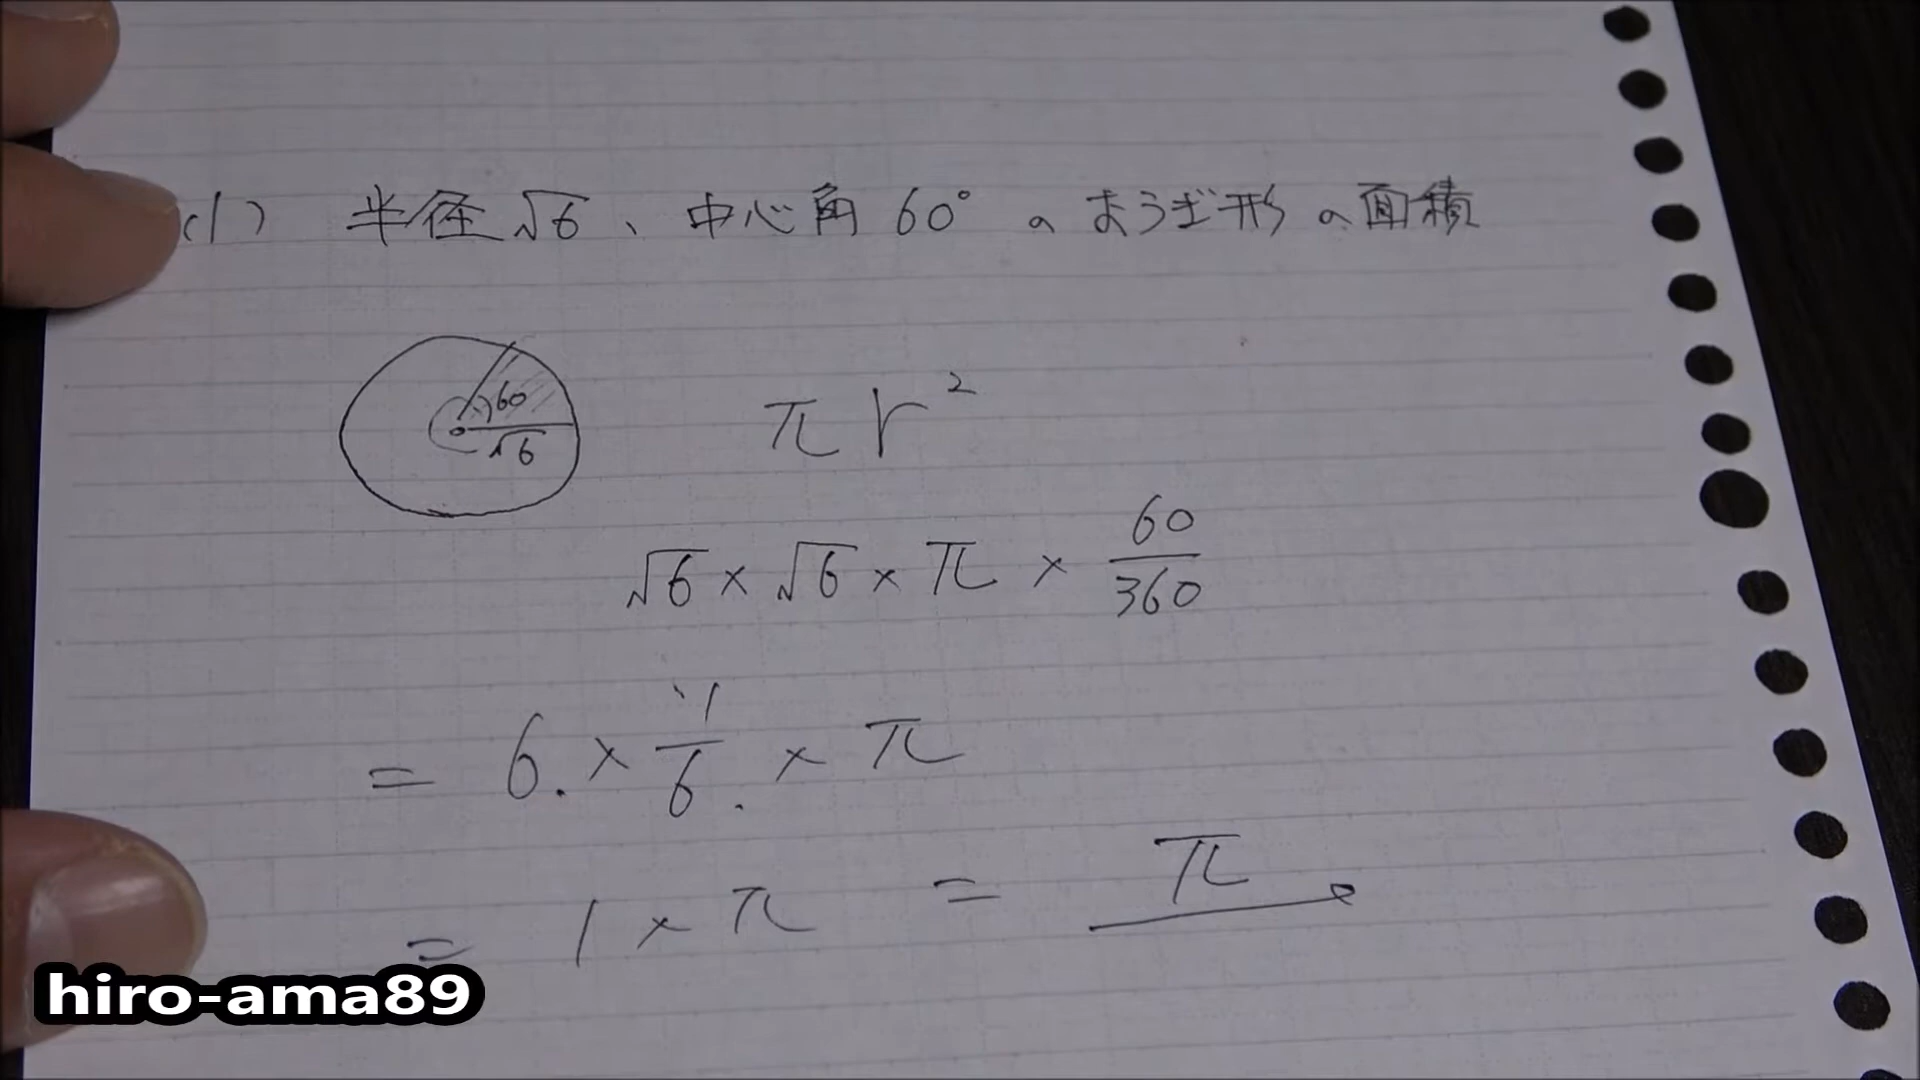 (1) 半径√6、中心角60°のおうぎ形の面積
60
√6
πr²
√6×√6×π×60/360
=6×1/6×π
=1×π=π
hiro-ama89